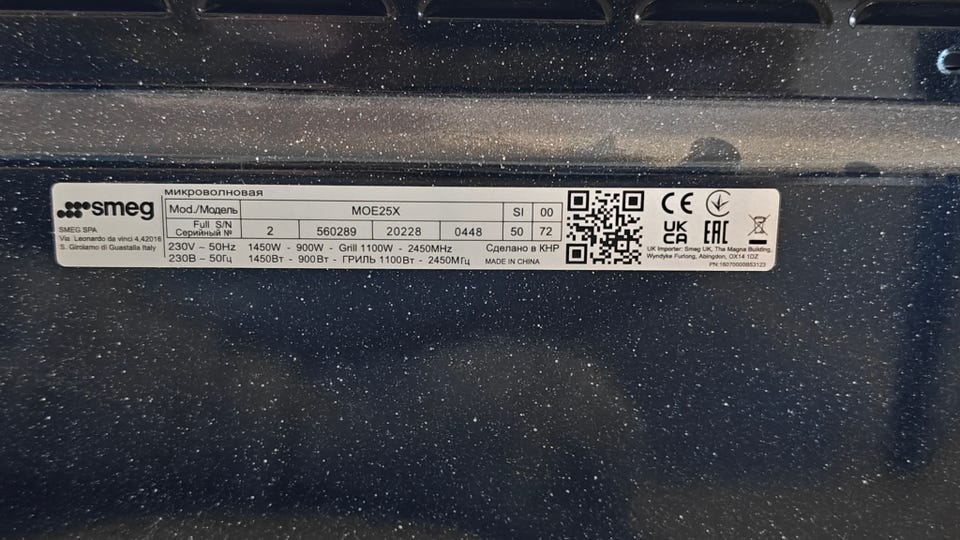 smeg
SMEG SPA
Via Leonardo da vinci 4,42016
S. Girolamo di Guastalla Italy
микроволновая
Mod./Модель MOE25X SI 00
Full S/N
Серийный № 2 560289 20228 0448 50 72
230V ~ 50Hz 1450W - 900W - Grill 1100W - 2450MHz Сделано в КНР
230В ~ 50Гц 1450Вт - 900Вт - ГРИЛЬ 1100Вт - 2450МГц MADE IN CHINA
CE
UK CA EAC
UK Importer: Smeg UK, The Magna Building,
Wyndyke Furlong, Abingdon, OX14 1DZ
PN:16070000853123